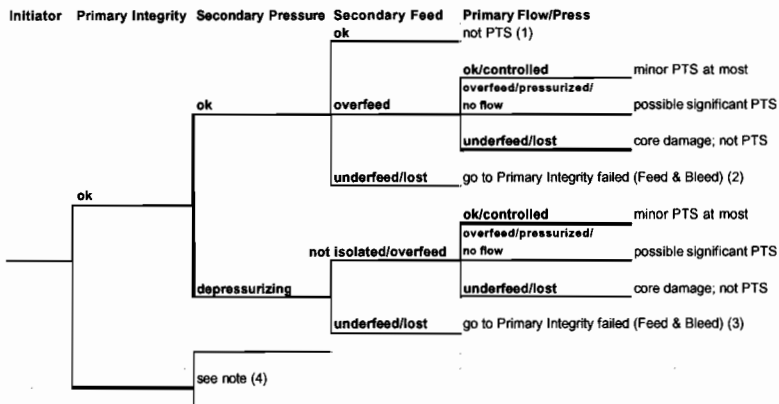 Initiator Primary Integrity Secondary Pressure Secondary Feed Primary Flow/Press
ok not PTS (1)
ok/controlled minor PTS at most
overfeed/pressurized/
ok overfeed no flow possible significant PTS
underfeed/lost core damage; not PTS
underfeed/lost go to Primary Integrity failed (Feed & Bleed) (2)
ok
ok/controlled minor PTS at most
overfeed/pressurized/
not isolated/overfeed no flow possible significant PTS
depressurizing underfeed/lost core damage; not PTS
underfeed/lost go to Primary Integrity failed (Feed & Bleed) (3)
see note (4)